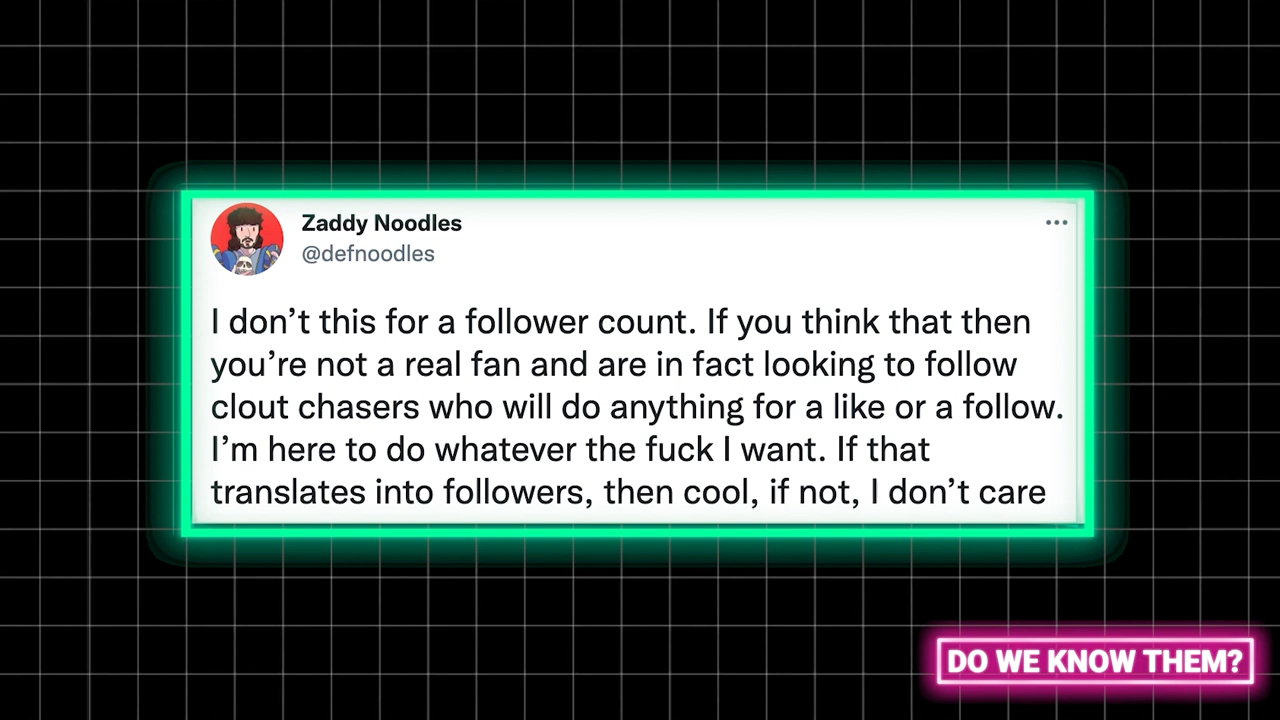 Zaddy Noodles
@defnoodles
I don’t this for a follower count. If you think that then
you’re not a real fan and are in fact looking to follow
clout chasers who will do anything for a like or a follow.
I’m here to do whatever the fuck I want. If that
translates into followers, then cool, if not, I don’t care
DO WE KNOW THEM?